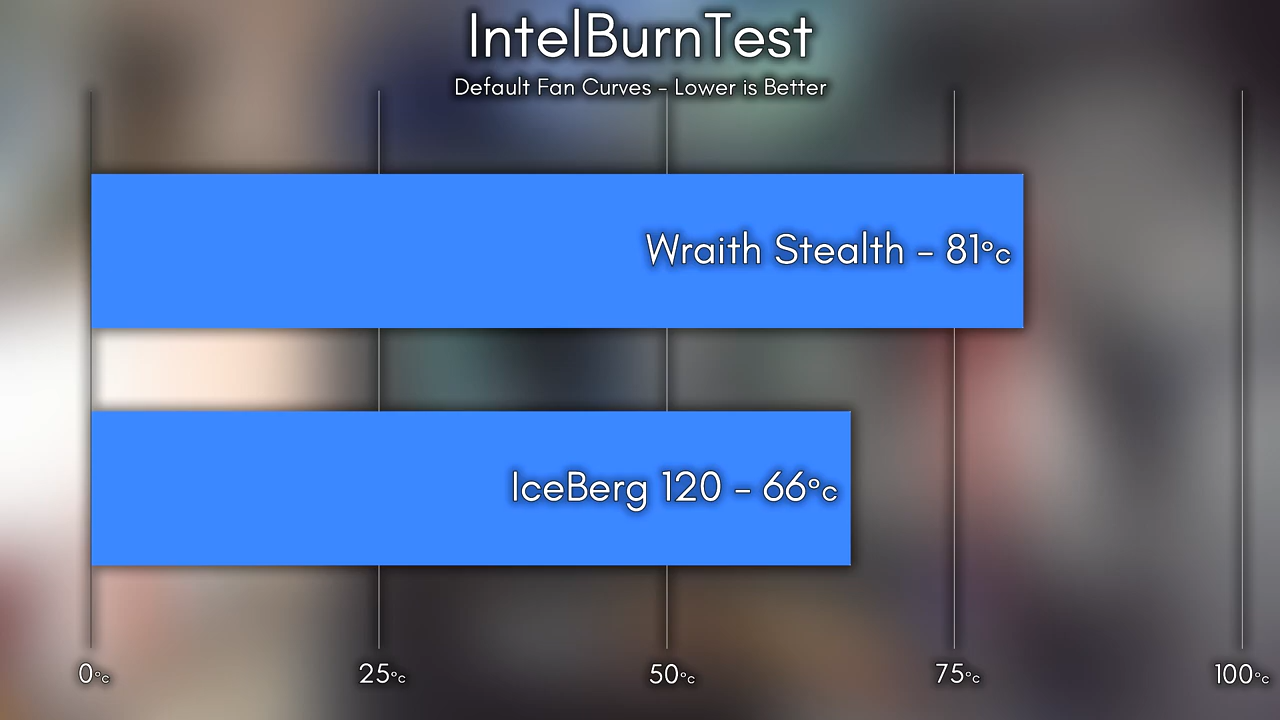 IntelBurnTest
Default Fan Curves - Lower is Better
Wraith Stealth - 81°c
IceBerg 120 - 66°c
0°c 25°c 50°c 75°c 100°c